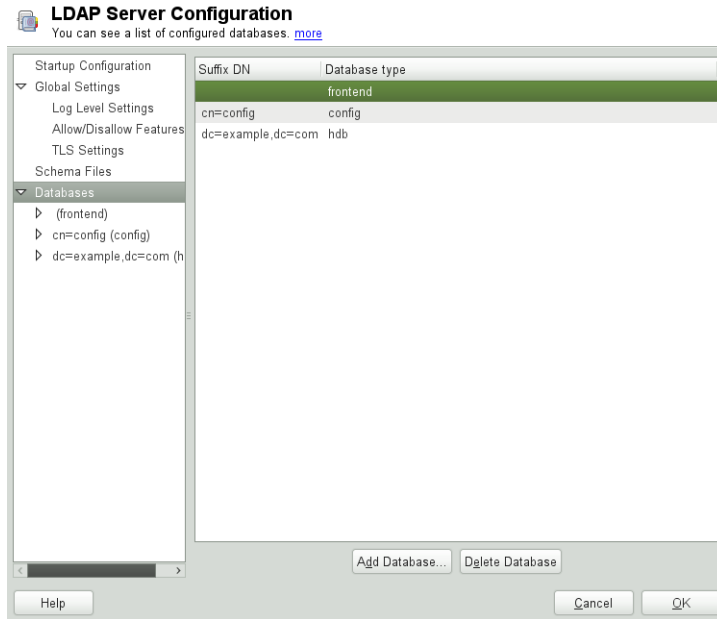 LDAP Server Configuration
You can see a list of configured databases. more
Startup Configuration
Global Settings
Log Level Settings
Allow/Disallow Features
TLS Settings
Schema Files
Databases
(frontend)
cn=config (config)
dc=example,dc=com (h
Suffix DN Database type
frontend
cn=config config
dc=example,dc=com hdb
Add Database... Delete Database
Help Cancel OK